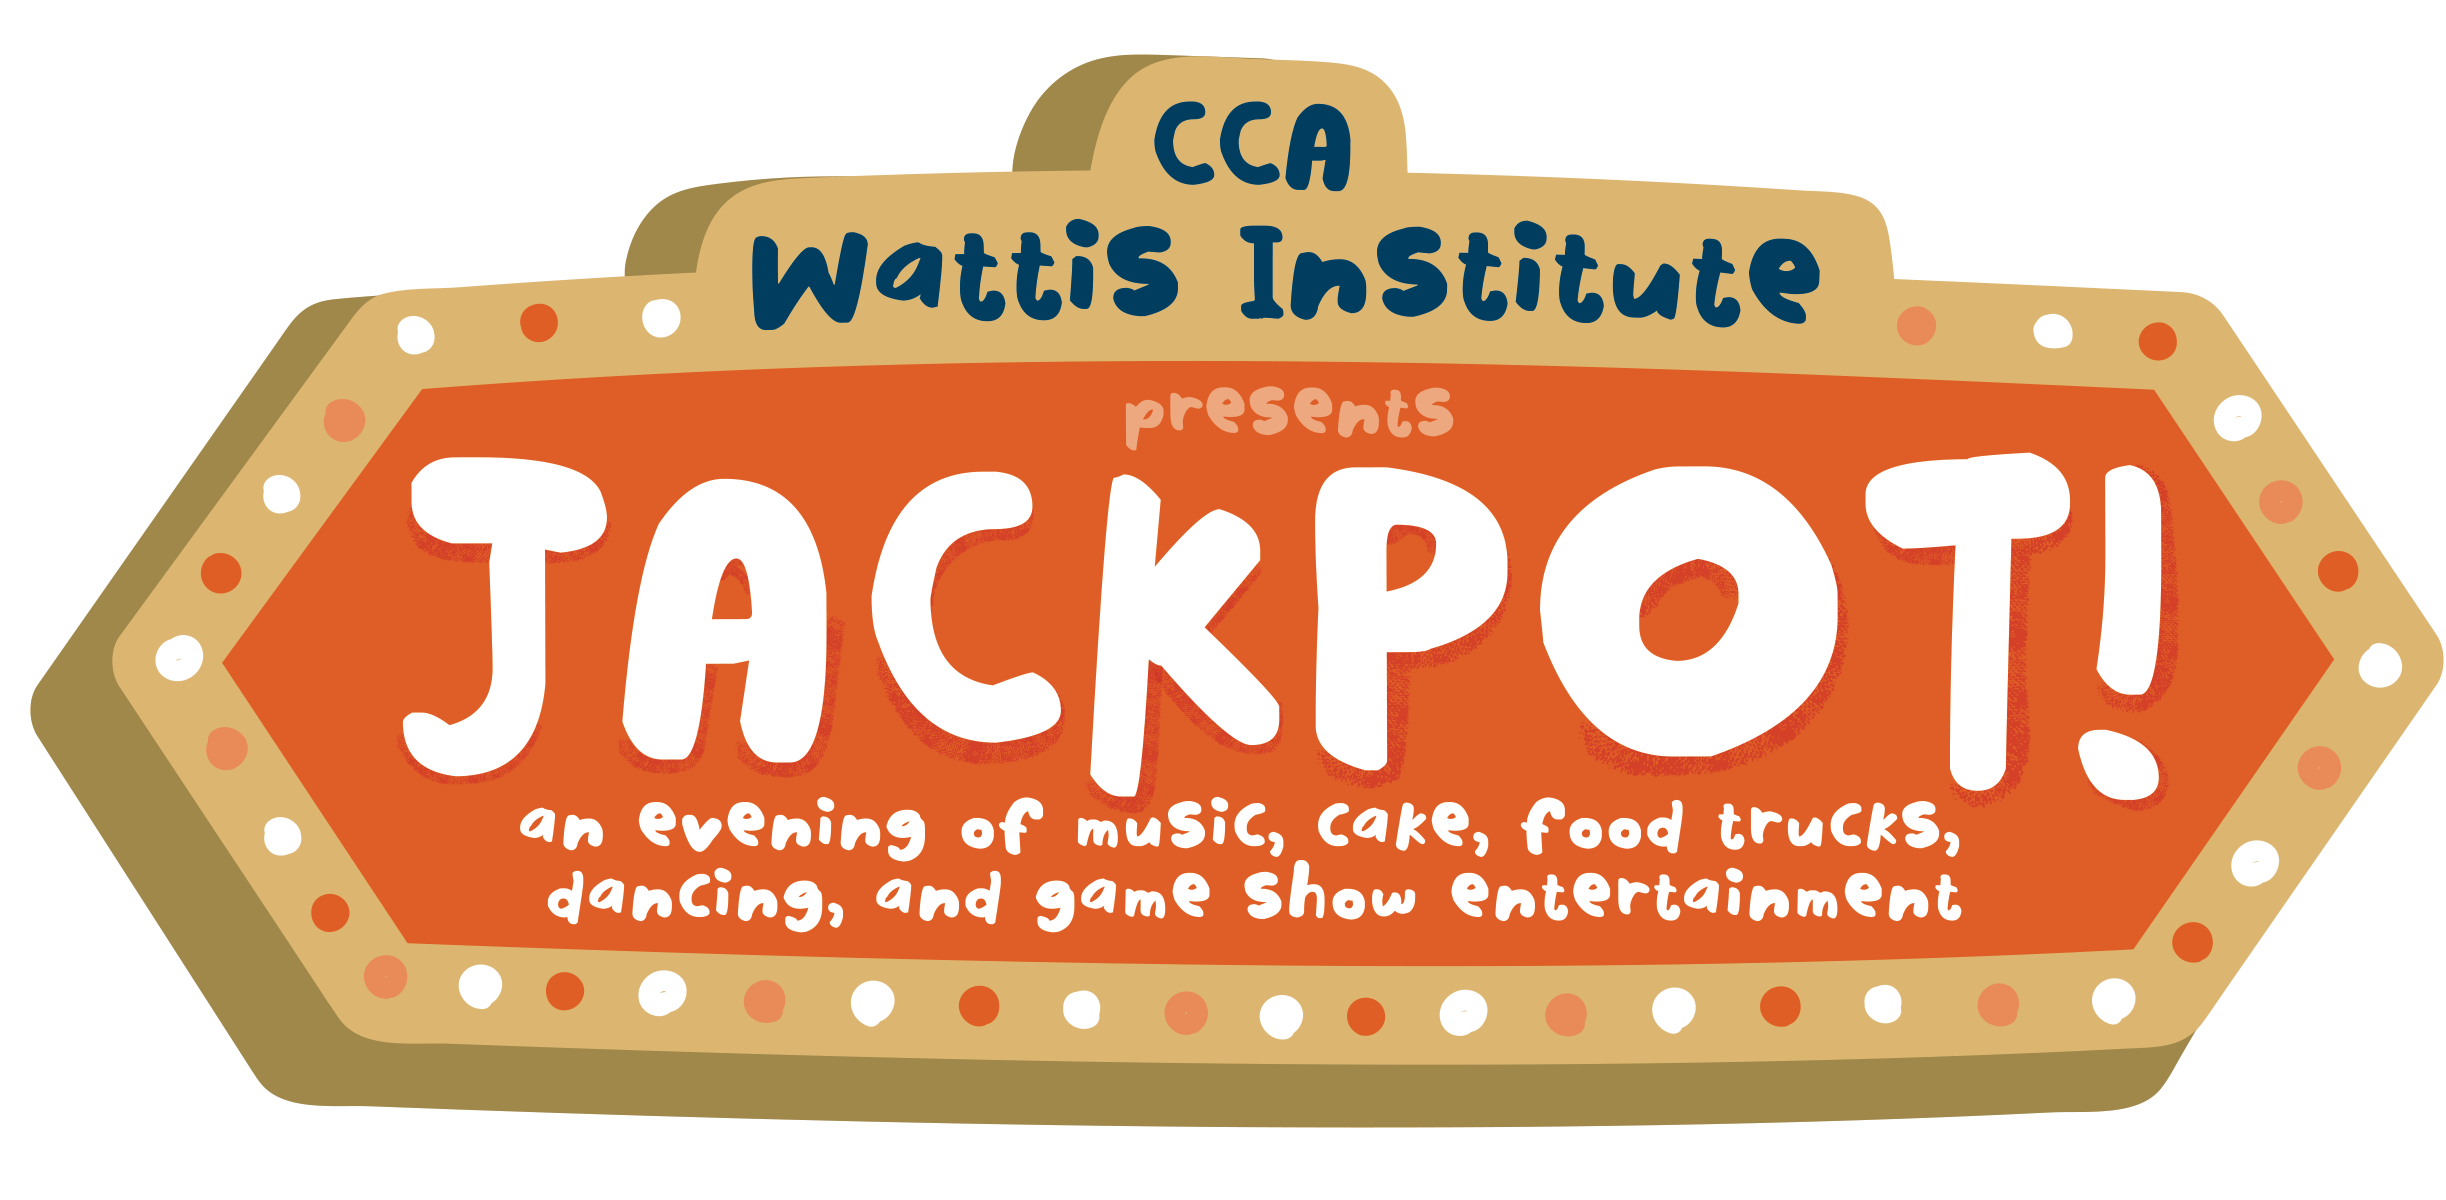 CCA
Wattis Institute
presents
JACKPOT!
an evening of music, cake, food trucks,
dancing, and game show entertainment